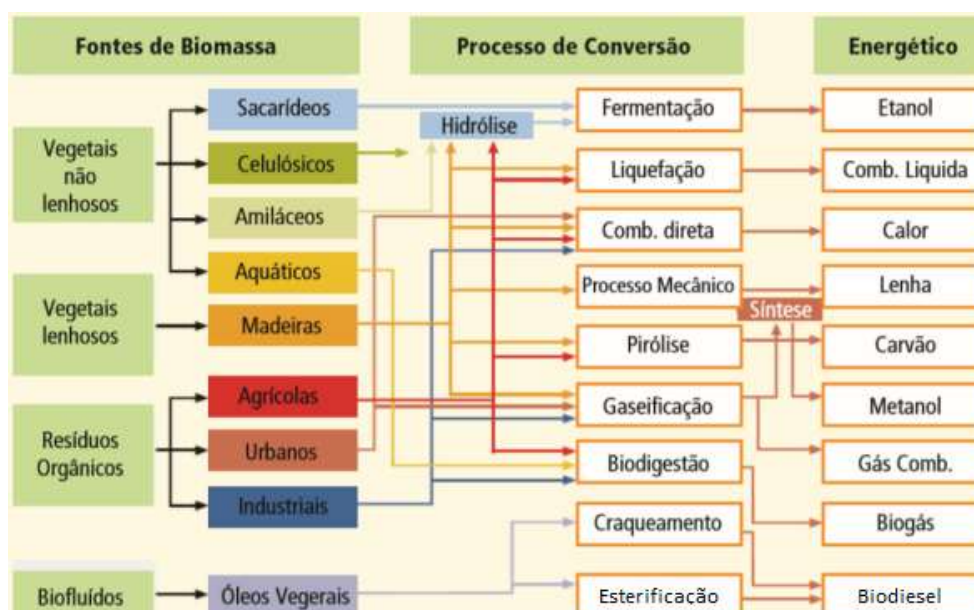 Fontes de Biomassa
Processo de Conversão
Energético
Vegetais
não
lenhosos
Vegetais
lenhosos
Resíduos
Orgânicos
Biofluídos
Sacarídeos
Celulósicos
Amiláceos
Aquáticos
Madeiras
Agrícolas
Urbanos
Industriais
Óleos Vegerais
Hidrólise
Fermentação
Liquefação
Comb. direta
Processo Mecânico
Pirólise
Gaseificação
Biodigestão
Craqueamento
Esterificação
Síntese
Etanol
Comb. Liquida
Calor
Lenha
Carvão
Metanol
Gás Comb.
Biogás
Biodiesel